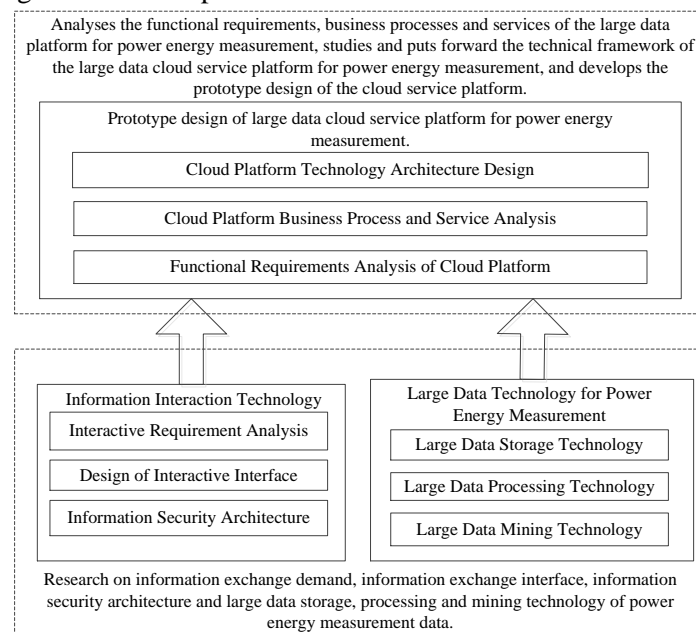 Analyses the functional requirements, business processes and services of the large data
platform for power energy measurement, studies and puts forward the technical framework of
the large data cloud service platform for power energy measurement, and develops the
prototype design of the cloud service platform.
Prototype design of large data cloud service platform for power energy
measurement.
Cloud Platform Technology Architecture Design
Cloud Platform Business Process and Service Analysis
Functional Requirements Analysis of Cloud Platform
Information Interaction Technology
Interactive Requirement Analysis
Design of Interactive Interface
Information Security Architecture
Large Data Technology for Power
Energy Measurement
Large Data Storage Technology
Large Data Processing Technology
Large Data Mining Technology
Research on information exchange demand, information exchange interface, information
security architecture and large data storage, processing and mining technology of power
energy measurement data.